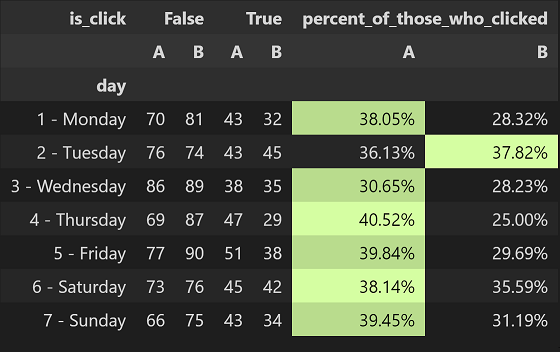 is_click False True percent_of_those_who_clicked
A B A B A B
day
1 - Monday 70 81 43 32 38.05% 28.32%
2 - Tuesday 76 74 43 45 36.13% 37.82%
3 - Wednesday 86 89 38 35 30.65% 28.23%
4 - Thursday 69 87 47 29 40.52% 25.00%
5 - Friday 77 90 51 38 39.84% 29.69%
6 - Saturday 73 76 45 42 38.14% 35.59%
7 - Sunday 66 75 43 34 39.45% 31.19%